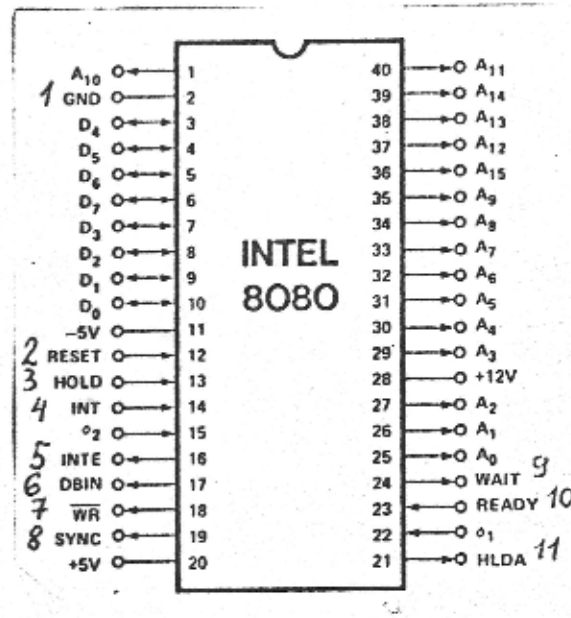 A10 1 40 A11
1 GND 2 39 A14
D4 3 38 A13
D5 4 37 A12
D6 5 36 A15
D7 6 35 A9
D3 7 34 A8
D2 8 33 A7
D1 9 32 A6
D0 10 31 A5
-5V 11 30 A4
2 RESET 12 29 A3
3 HOLD 13 28 +12V
4 INT 14 27 A2
ø2 15 26 A1
5 INTE 16 25 A0
6 DBIN 17 24 WAIT 9
7 WR 18 23 READY 10
8 SYNC 19 22 ø1
+5V 20 21 HLDA 11
INTEL
8080